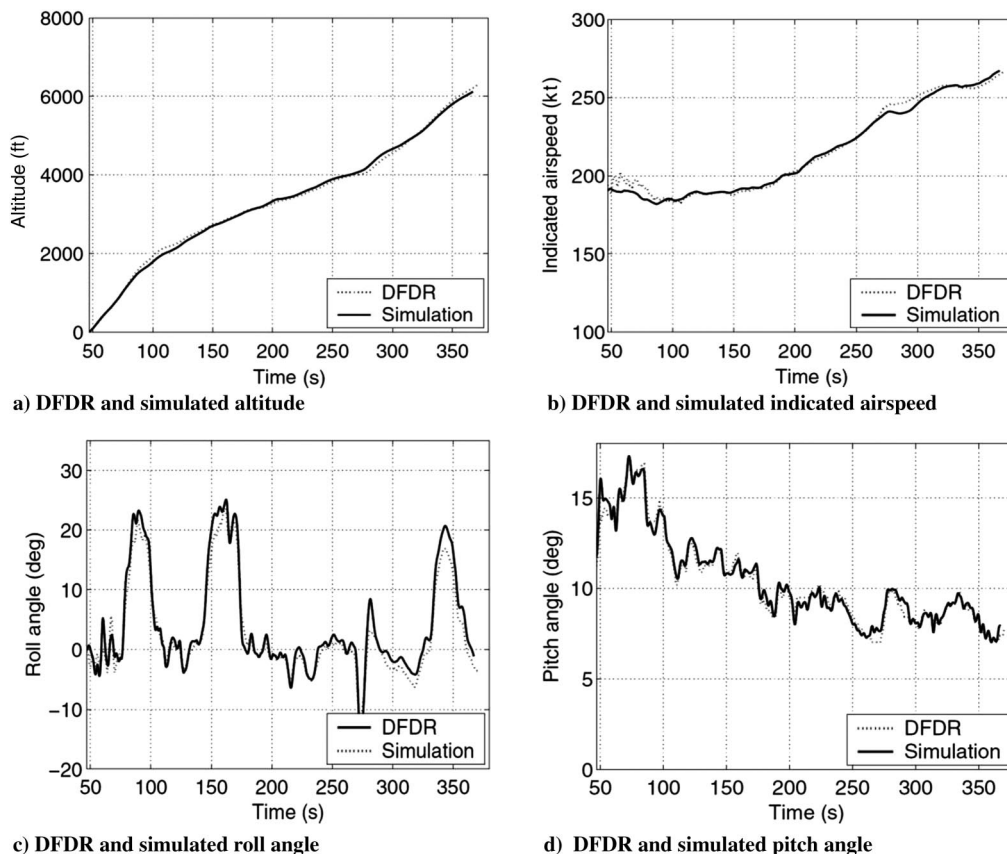 8000
6000
4000
2000
0
Altitude (ft)
DFDR
Simulation
50 100 150 200 250 300 350
Time (s)
a) DFDR and simulated altitude
300
250
200
150
100
Indicated airspeed (kt)
DFDR
Simulation
50 100 150 200 250 300 350
Time (s)
b) DFDR and simulated indicated airspeed
30
20
10
0
−10
−20
Roll angle (deg)
DFDR
Simulation
50 100 150 200 250 300 350
Time (s)
c) DFDR and simulated roll angle
15
10
5
0
Pitch angle (deg)
DFDR
Simulation
50 100 150 200 250 300 350
Time (s)
d) DFDR and simulated pitch angle